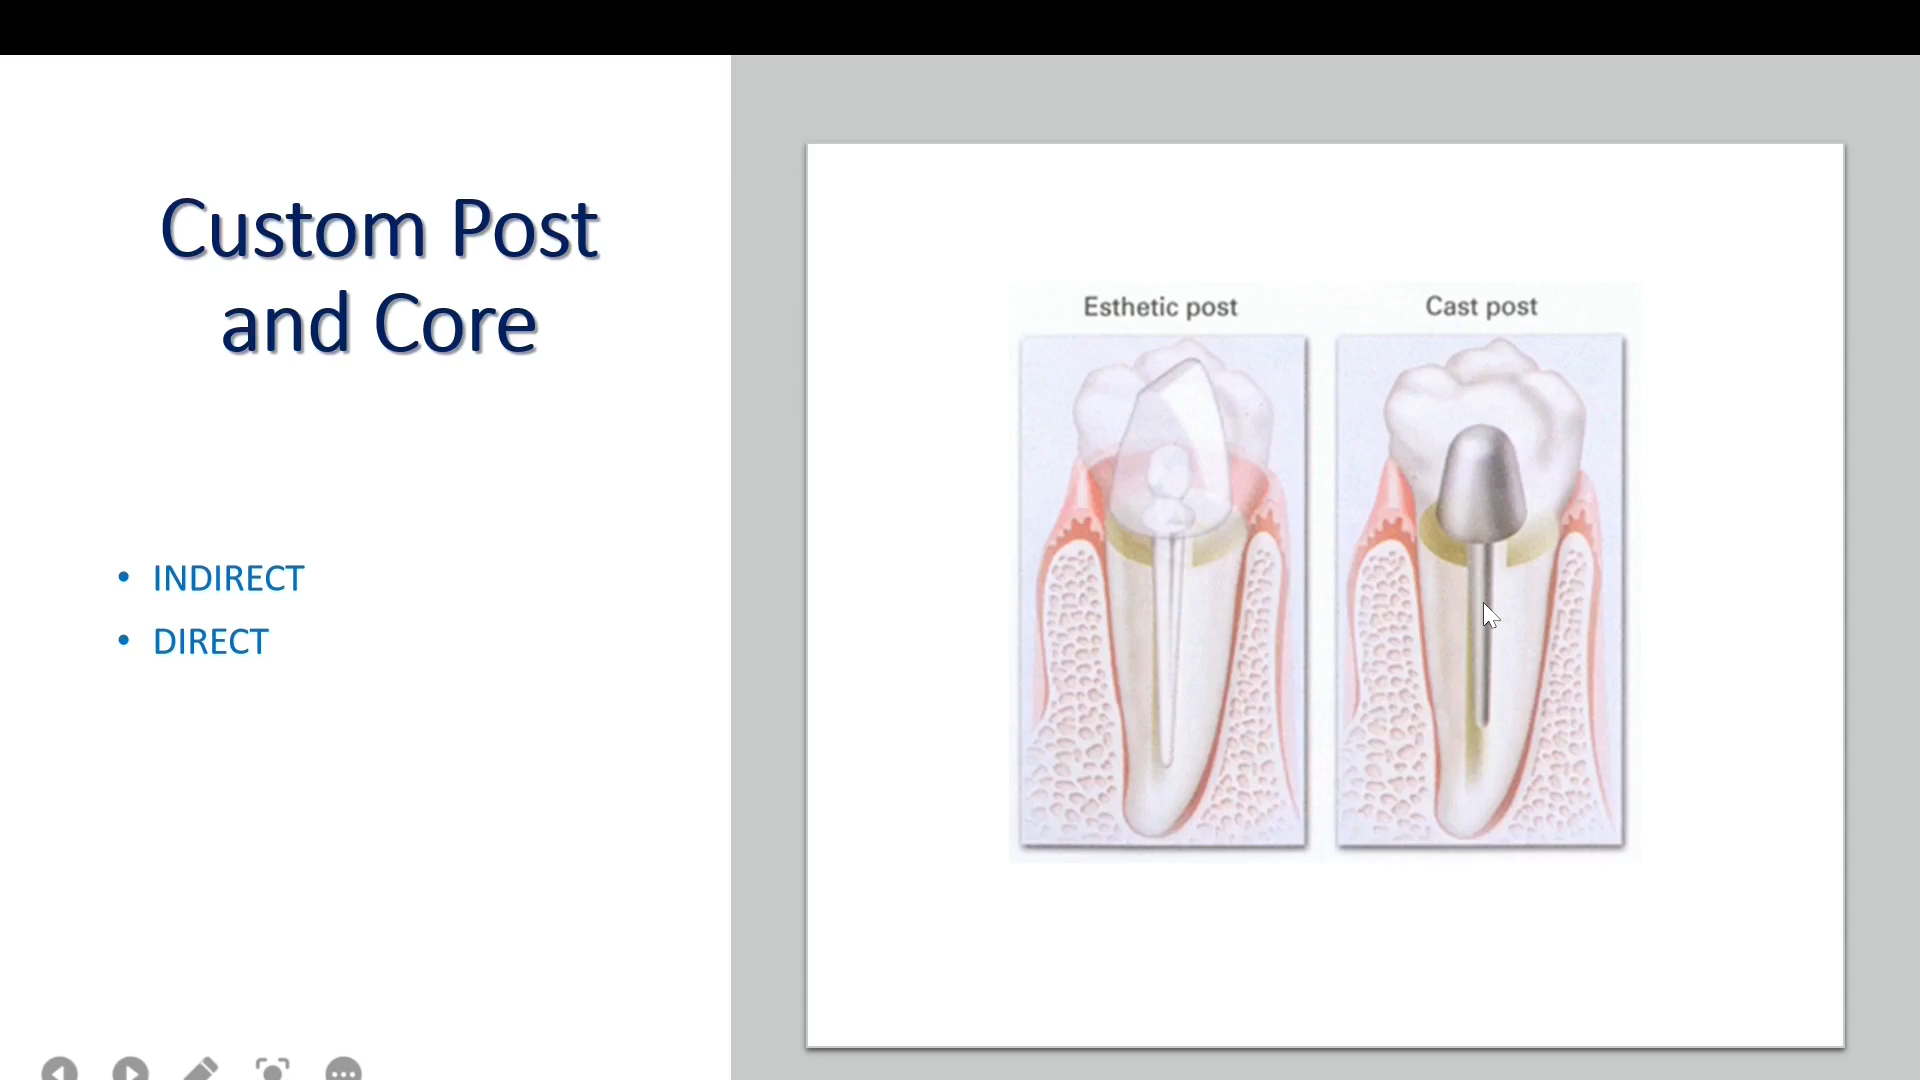 Custom Post
and Core
• INDIRECT
• DIRECT
Esthetic post
Cast post